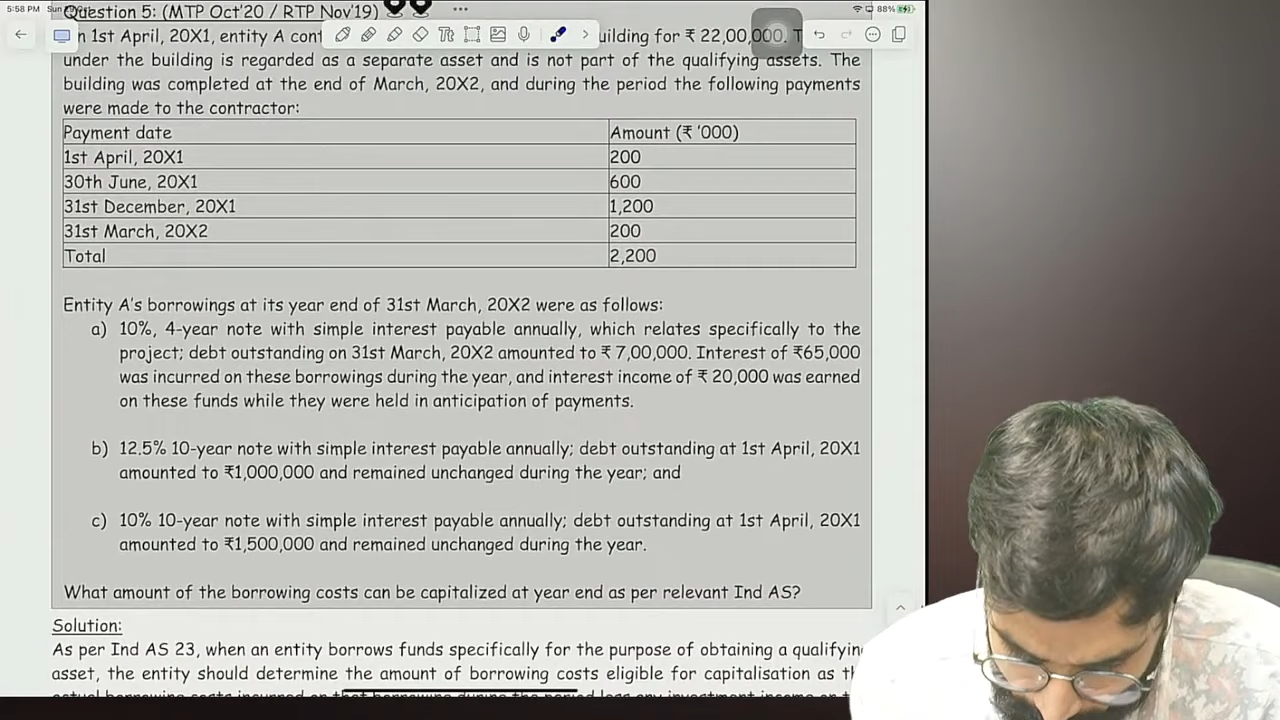 5:58 PM Sun
88%
Question 5: (MTP Oct'20 / RTP Nov'19)
n 1st April, 20X1, entity A cont uilding for ₹ 22,00,000. T
under the building is regarded as a separate asset and is not part of the qualifying assets. The
building was completed at the end of March, 20X2, and during the period the following payments
were made to the contractor:
Payment date Amount (₹ '000)
1st April, 20X1 200
30th June, 20X1 600
31st December, 20X1 1,200
31st March, 20X2 200
Total 2,200
Entity A's borrowings at its year end of 31st March, 20X2 were as follows:
a) 10%, 4-year note with simple interest payable annually, which relates specifically to the
project; debt outstanding on 31st March, 20X2 amounted to ₹ 7,00,000. Interest of ₹65,000
was incurred on these borrowings during the year, and interest income of ₹ 20,000 was earned
on these funds while they were held in anticipation of payments.
b) 12.5% 10-year note with simple interest payable annually; debt outstanding at 1st April, 20X1
amounted to ₹1,000,000 and remained unchanged during the year; and
c) 10% 10-year note with simple interest payable annually; debt outstanding at 1st April, 20X1
amounted to ₹1,500,000 and remained unchanged during the year.
What amount of the borrowing costs can be capitalized at year end as per relevant Ind AS?
Solution:
As per Ind AS 23, when an entity borrows funds specifically for the purpose of obtaining a qualifyin
asset, the entity should determine the amount of borrowing costs eligible for capitalisation as th